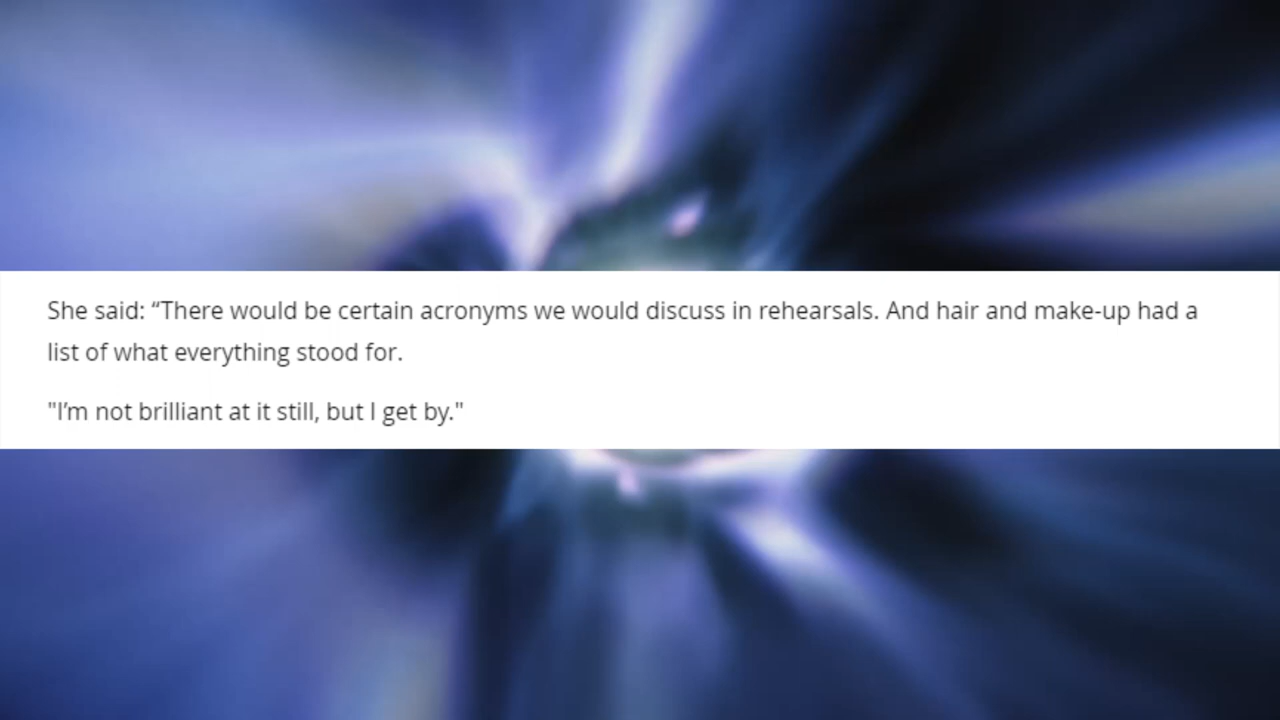 She said: “There would be certain acronyms we would discuss in rehearsals. And hair and make-up had a
list of what everything stood for.
"I’m not brilliant at it still, but I get by."